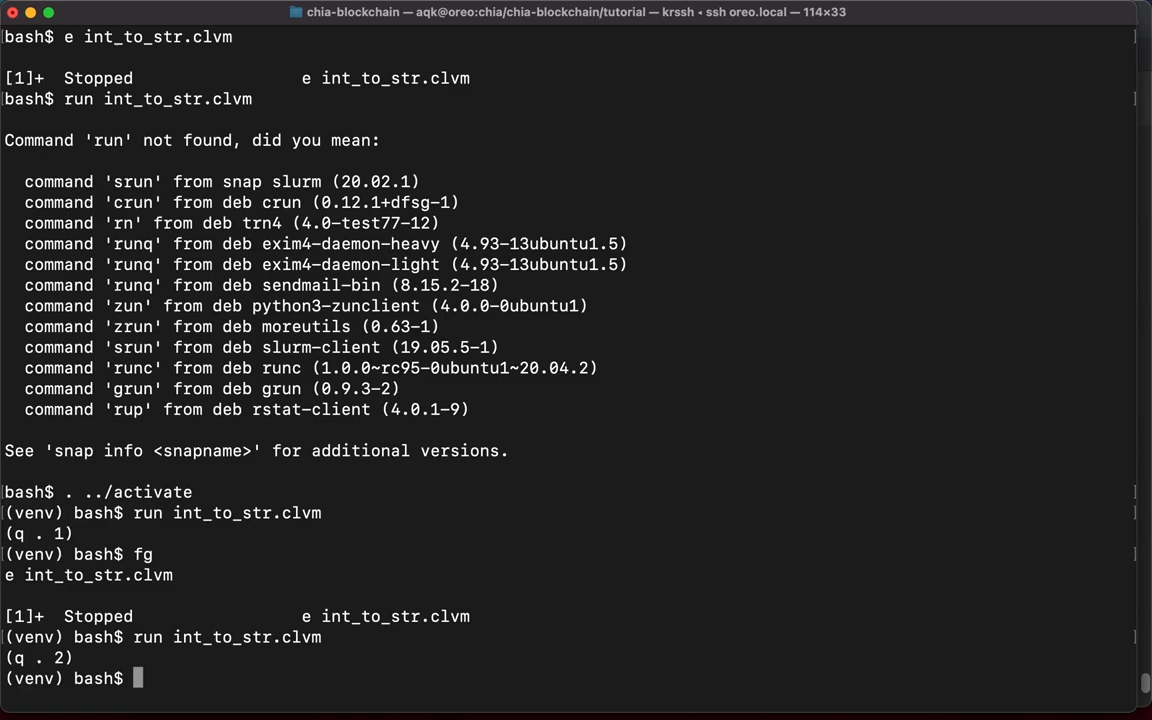 chia-blockchain — aqk@oreo:chia/chia-blockchain/tutorial — krssh ◂ ssh oreo.local — 114×33
[bash$ e int_to_str.clvm ]
[1]+  Stopped                 e int_to_str.clvm
[bash$ run int_to_str.clvm ]
Command 'run' not found, did you mean:
  command 'srun' from snap slurm (20.02.1)
  command 'crun' from deb crun (0.12.1+dfsg-1)
  command 'rn' from deb trn4 (4.0-test77-12)
  command 'runq' from deb exim4-daemon-heavy (4.93-13ubuntu1.5)
  command 'runq' from deb exim4-daemon-light (4.93-13ubuntu1.5)
  command 'runq' from deb sendmail-bin (8.15.2-18)
  command 'zun' from deb python3-zunclient (4.0.0-0ubuntu1)
  command 'zrun' from deb moreutils (0.63-1)
  command 'srun' from deb slurm-client (19.05.5-1)
  command 'runc' from deb runc (1.0.0~rc95-0ubuntu1~20.04.2)
  command 'grun' from deb grun (0.9.3-2)
  command 'rup' from deb rstat-client (4.0.1-9)
See 'snap info <snapname>' for additional versions.
[bash$ . ../activate ]
[(venv) bash$ run int_to_str.clvm ]
(q . 1)
[(venv) bash$ fg ]
e int_to_str.clvm
[1]+  Stopped                 e int_to_str.clvm
[(venv) bash$ run int_to_str.clvm ]
(q . 2)
(venv) bash$